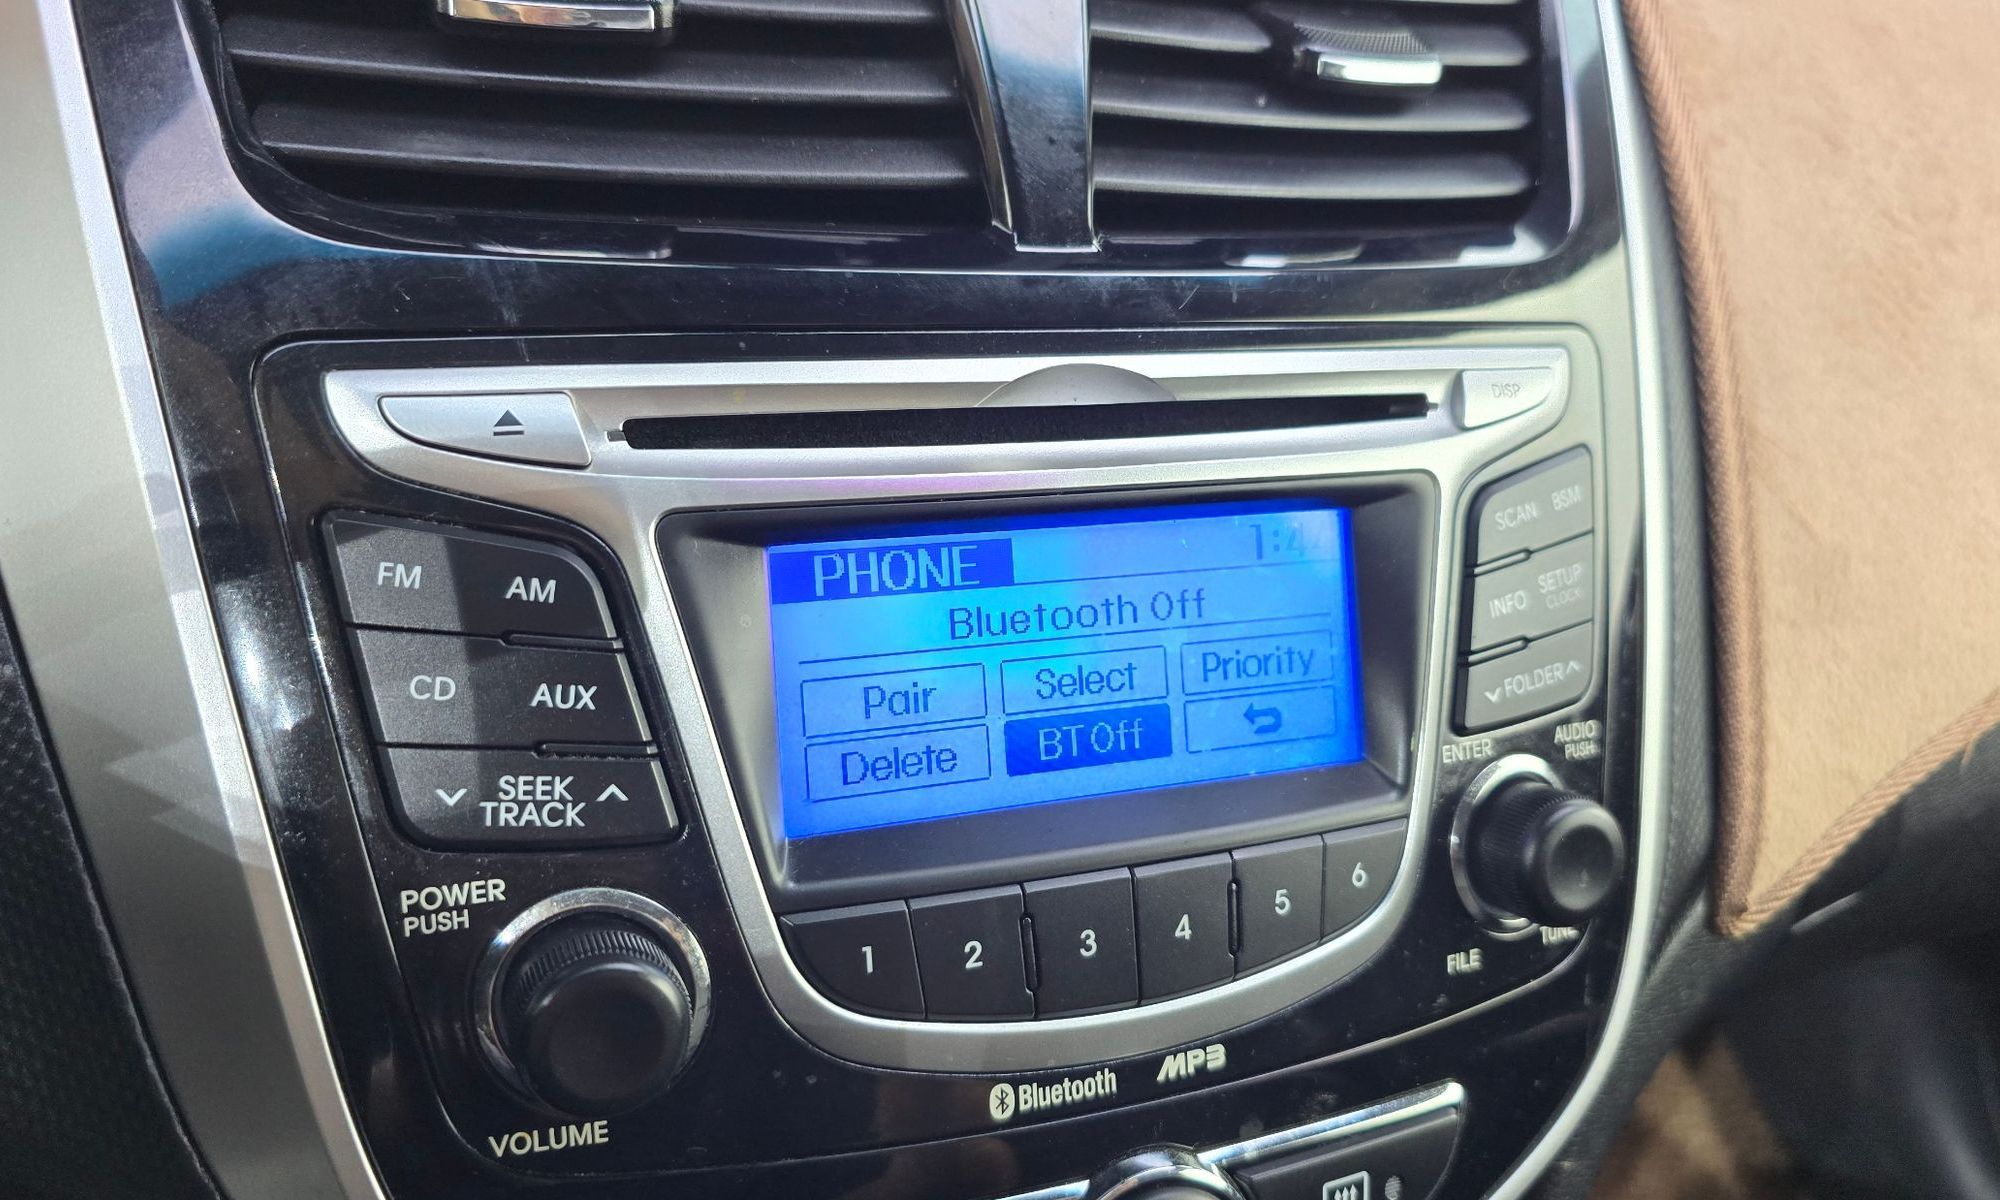 DISP
SCAN BSM
FM AM
PHONE
Bluetooth Off
INFO SETUP
CLOCK
Pair Select Priority
CD AUX
FOLDER
Delete BT Off
SEEK
TRACK
ENTER AUDIO
PUSH
POWER
PUSH
1 2 3 4 5 6
TUNE
FILE
Bluetooth MP3
VOLUME